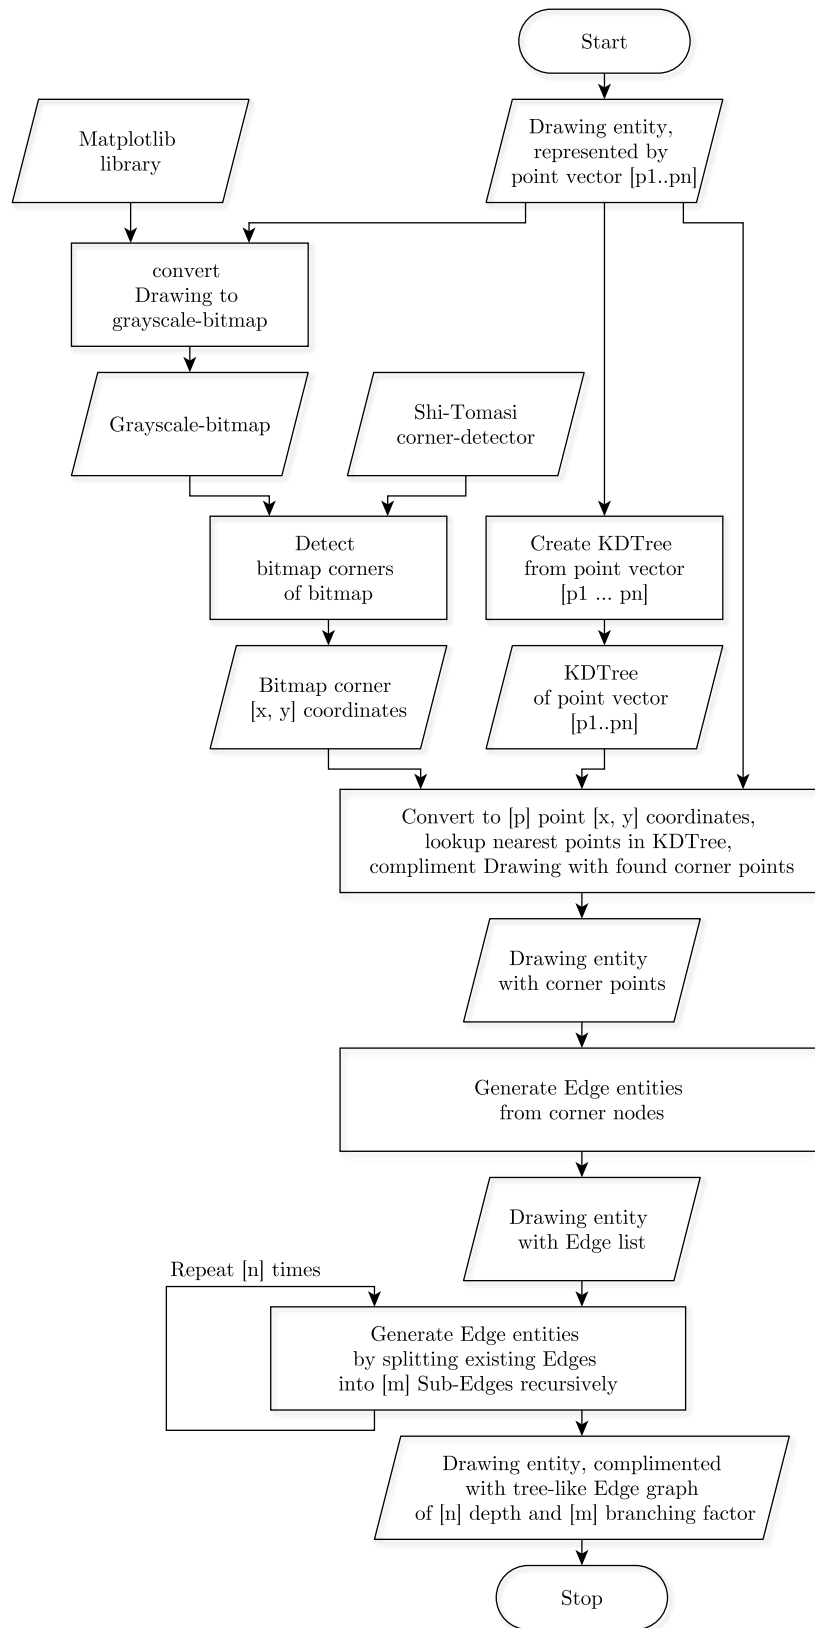 Start
Matplotlib
library
Drawing entity,
represented by
point vector [p1..pn]
convert
Drawing to
grayscale-bitmap
Grayscale-bitmap
Shi-Tomasi
corner-detector
Detect
bitmap corners
of bitmap
Create KDTree
from point vector
[p1 ... pn]
Bitmap corner
[x, y] coordinates
KDTree
of point vector
[p1..pn]
Convert to [p] point [x, y] coordinates,
lookup nearest points in KDTree,
compliment Drawing with found corner points
Drawing entity
with corner points
Generate Edge entities
from corner nodes
Drawing entity
with Edge list
Repeat [n] times
Generate Edge entities
by splitting existing Edges
into [m] Sub-Edges recursively
Drawing entity, complimented
with tree-like Edge graph
of [n] depth and [m] branching factor
Stop